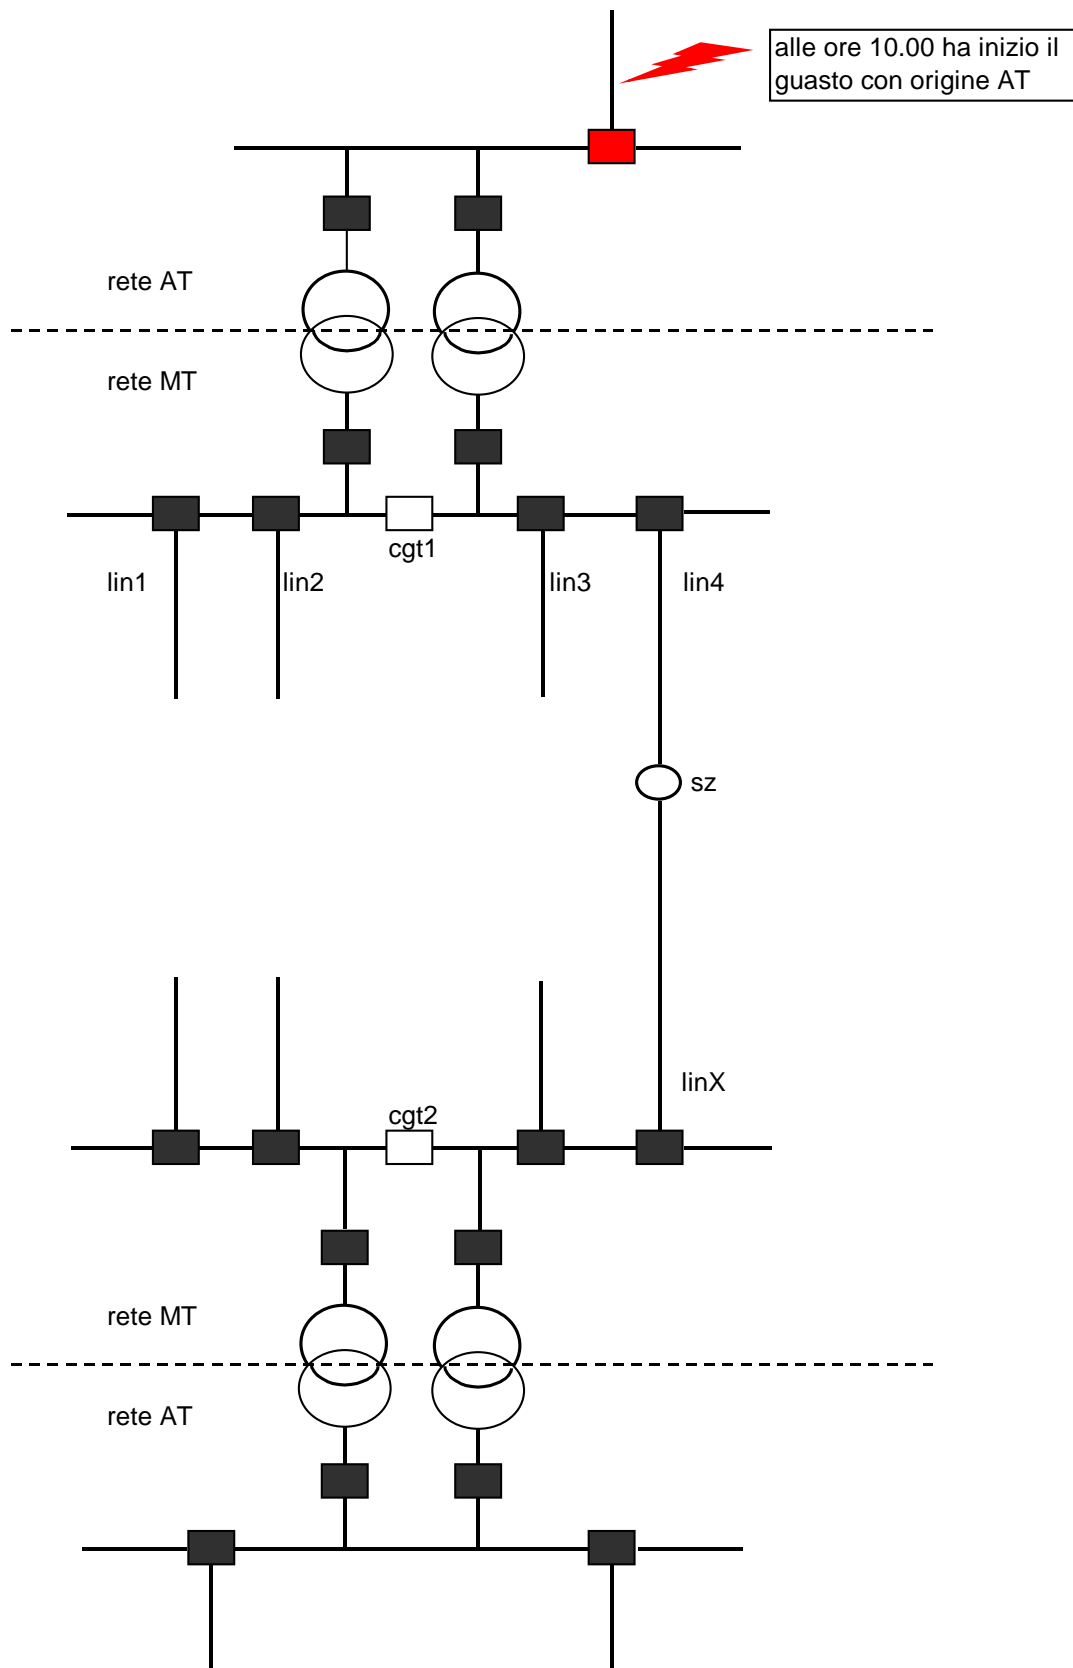 alle ore 10.00 ha inizio il
guasto con origine AT
rete AT
rete MT
cgt1
lin1
lin2
lin3
lin4
sz
linX
cgt2
rete MT
rete AT